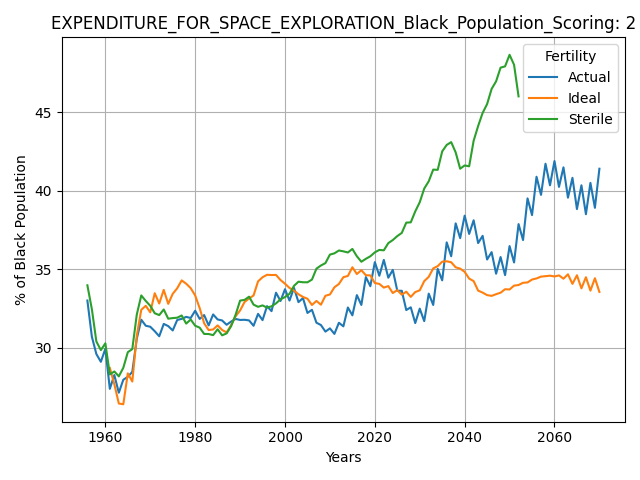 EXPENDITURE_FOR_SPACE_EXPLORATION_Black_Population_Scoring: 2
Fertility
Actual
Ideal
Sterile
% of Black Population
45
40
35
30
1960 1980 2000 2020 2040 2060
Years